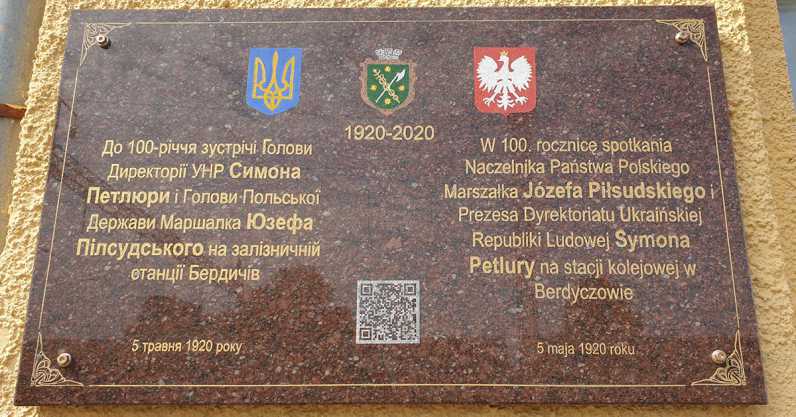 1920-2020
До 100-річчя зустрічі Голови
Директорії УНР Симона
Петлюри і Голови Польської
Держави Маршалка Юзефа
Пілсудського на залізничній
станції Бердичів
5 травня 1920 року
W 100. rocznicę spotkania
Naczelnika Państwa Polskiego
Marszałka Józefa Piłsudskiego i
Prezesa Dyrektoriatu Ukraińskiej
Republiki Ludowej Symona
Petlury na stacji kolejowej w
Berdyczowie
5 maja 1920 roku